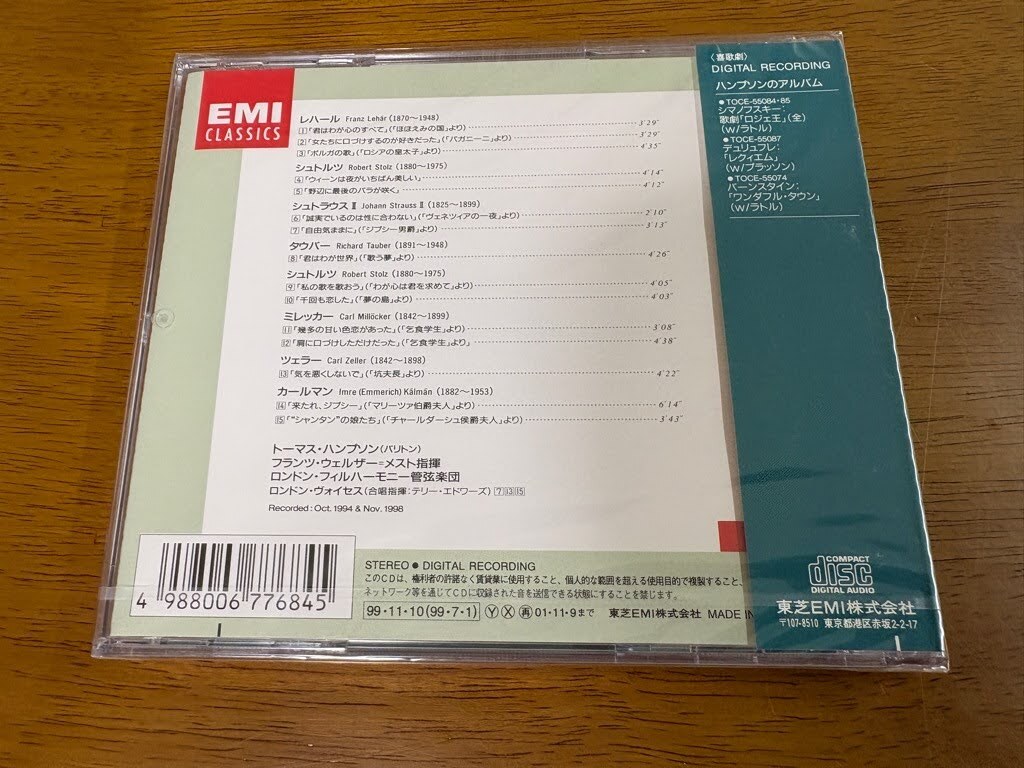 EMI
CLASSICS
レハール Franz Lehár (1870〜1948)
1「君はわが心のすべて」(「ほほえみの国」より) 3'29"
2「女たちに口づけするのが好きだった」(「パガニーニ」より) 3'29"
3「ボルガの歌」(「ロシアの皇太子」より) 4'35"
シュトルツ Robert Stolz (1880〜1975)
4「ウィーンは夜がいちばん美しい」 4'14"
5「野辺に最後のバラが咲く」 4'12"
シュトラウスⅡ Johann Strauss Ⅱ (1825〜1899)
6「誠実でいるのは性に合わない」(「ヴェネツィアの一夜」より) 2'10"
7「自由気ままに」(「ジプシー男爵」より) 3'13"
タウバー Richard Tauber (1891〜1948)
8「君はわが世界」(「歌う夢」より) 4'26"
シュトルツ Robert Stolz (1880〜1975)
9「私の歌を歌おう」(「わが心は君を求めて」より) 4'05"
10「千回も恋した」(「夢の島」より) 4'03"
ミレッカー Carl Millöcker (1842〜1899)
11「幾多の甘い色恋があった」(「乞食学生」より) 3'08"
12「肩に口づけしただけだった」(「乞食学生」より) 4'38"
ツェラー Carl Zeller (1842〜1898)
13「気を悪くしないで」(「坑夫長」より) 4'22"
カールマン Imre (Emmerich) Kálmán (1882〜1953)
14「来たれ、ジプシー」(「マリーツァ伯爵夫人」より) 6'14"
15「"シャンタン"の娘たち」(「チャールダーシュ侯爵夫人」より) 3'43"
トーマス・ハンプソン(バリトン)
フランツ・ウェルザー=メスト指揮
ロンドン・フィルハーモニー管弦楽団
ロンドン・ヴォイセス(合唱指揮:テリー・エドワーズ) 7 13 15
Recorded: Oct. 1994 & Nov. 1998
4 988006 776845
STEREO ● DIGITAL RECORDING
このCDは、権利者の許諾なく賃貸業に使用すること、個人的な範囲を超える使用目的で複製すること、
ネットワーク等を通じてCDに収録された音を送信できる状態にすることを禁じます。
99・11・10(99・7・1) Ⓨ Ⓧ 再 01・11・9まで 東芝EMI株式会社 MADE IN
〈喜歌劇〉
DIGITAL RECORDING
ハンプソンのアルバム
●TOCE-55084・85
シマノフスキー:
歌劇「ロジェ王」(全)
(w/ラトル)
●TOCE-55087
デュリュフレ:
「レクィエム」
(w/プラッソン)
●TOCE-55074
バーンスタイン:
「ワンダフル・タウン」
(w/ラトル)
COMPACT
disc
DIGITAL AUDIO
東芝EMI株式会社
〒107-8510 東京都港区赤坂2-2-17